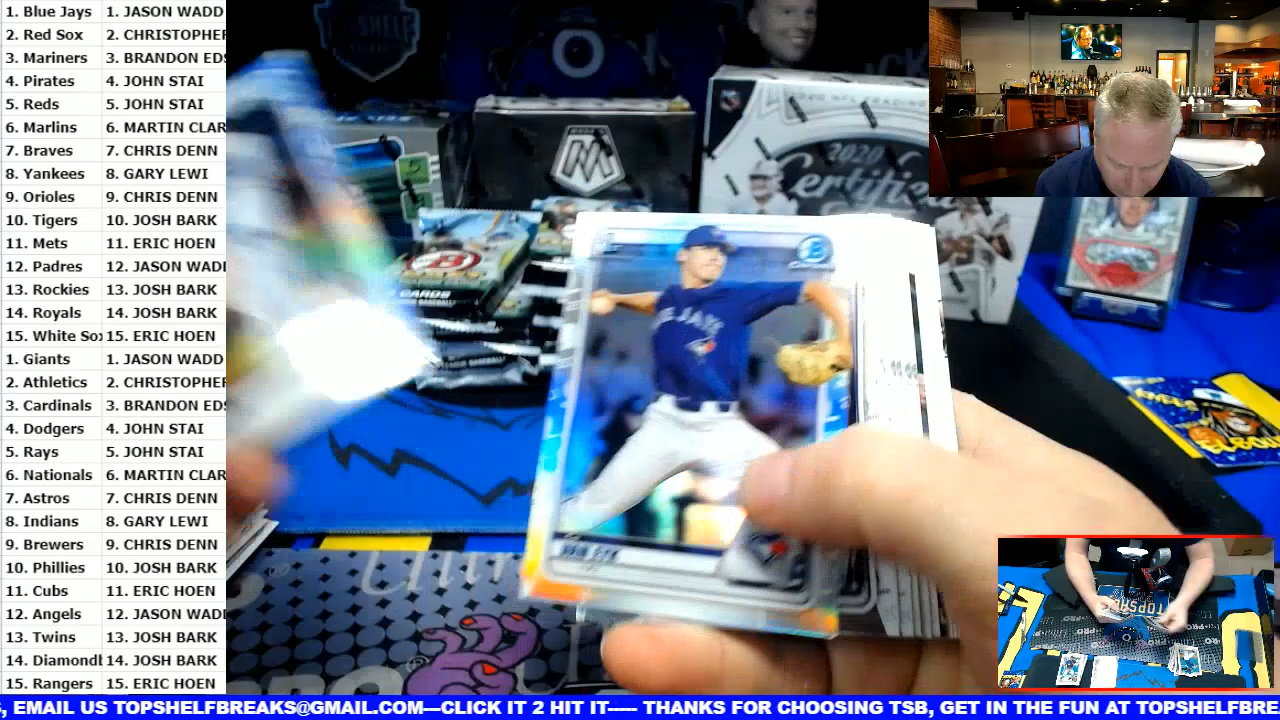 1. Blue Jays 1. JASON WADD
2. Red Sox 2. CHRISTOPHER
3. Mariners 3. BRANDON EDS
4. Pirates 4. JOHN STAI
5. Reds 5. JOHN STAI
6. Marlins 6. MARTIN CLAR
7. Braves 7. CHRIS DENN
8. Yankees 8. GARY LEWI
9. Orioles 9. CHRIS DENN
10. Tigers 10. JOSH BARK
11. Mets 11. ERIC HOEN
12. Padres 12. JASON WADD
13. Rockies 13. JOSH BARK
14. Royals 14. JOSH BARK
15. White Sox 15. ERIC HOEN
1. Giants 1. JASON WADD
2. Athletics 2. CHRISTOPHER
3. Cardinals 3. BRANDON EDS
4. Dodgers 4. JOHN STAI
5. Rays 5. JOHN STAI
6. Nationals 6. MARTIN CLAR
7. Astros 7. CHRIS DENN
8. Indians 8. GARY LEWI
9. Brewers 9. CHRIS DENN
10. Phillies 10. JOSH BARK
11. Cubs 11. ERIC HOEN
12. Angels 12. JASON WADD
13. Twins 13. JOSH BARK
14. Diamondb 14. JOSH BARK
15. Rangers 15. ERIC HOEN
2020
Certified
CARDS
Ultra
TOPSHELF
, EMAIL US TOPSHELFBREAKS@GMAIL.COM---CLICK IT 2 HIT IT----- THANKS FOR CHOOSING TSB, GET IN THE FUN AT TOPSHELFBRE